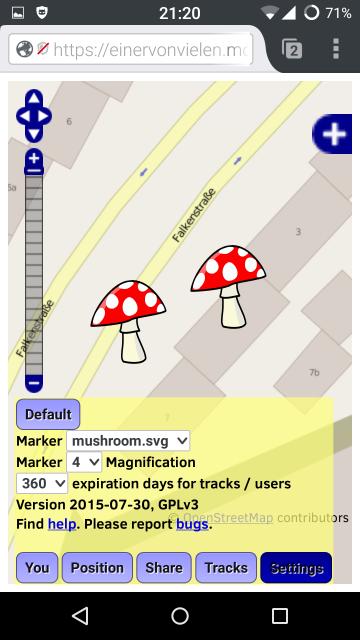 21:20 71%
https://einervonvielen.mo 2
6
6a
Falkenstraße
3
Falkenstraße
7b
7
Default
Marker mushroom.svg
Marker 4 Magnification
360 expiration days for tracks / users
Version 2015-07-30, GPLv3
© OpenStreetMap contributors
Find help. Please report bugs.
You Position Share Tracks Settings